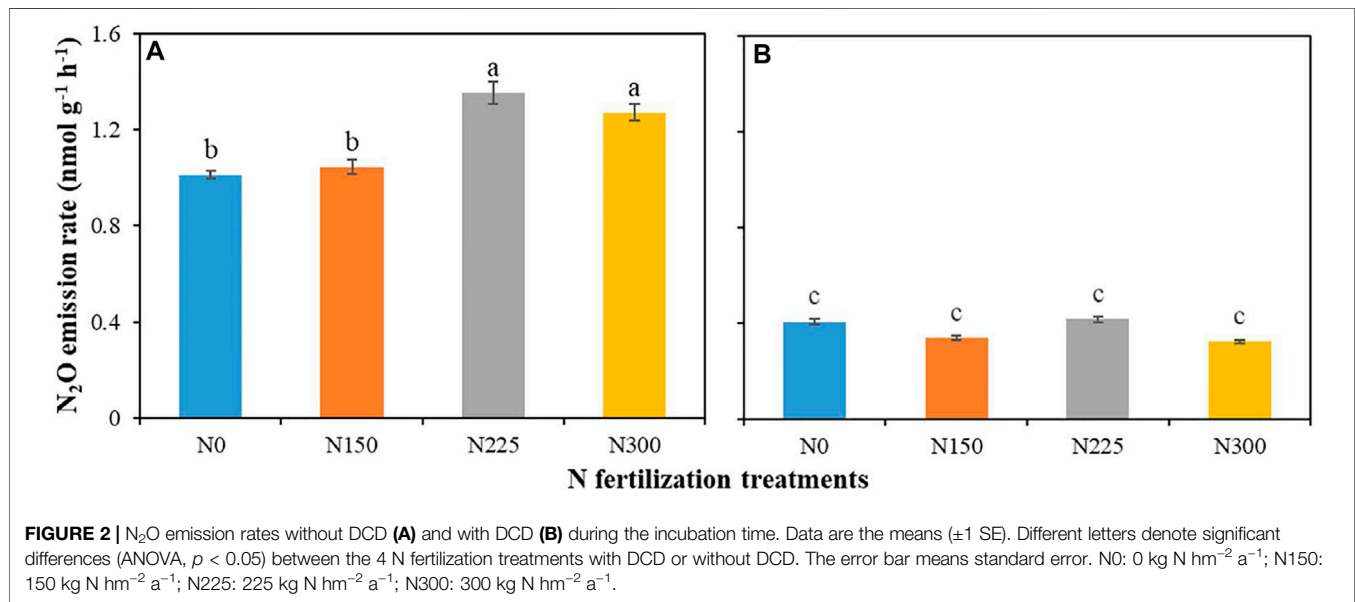 A
B
N₂O emission rate (nmol g⁻¹ h⁻¹)
1.6
1.2
0.8
0.4
0
b
b
a
a
c
c
c
c
N0 N150 N225 N300 N0 N150 N225 N300
N fertilization treatments
FIGURE 2 | N₂O emission rates without DCD (A) and with DCD (B) during the incubation time. Data are the means (±1 SE). Different letters denote significant
differences (ANOVA, p < 0.05) between the 4 N fertilization treatments with DCD or without DCD. The error bar means standard error. N0: 0 kg N hm⁻² a⁻¹; N150:
150 kg N hm⁻² a⁻¹; N225: 225 kg N hm⁻² a⁻¹; N300: 300 kg N hm⁻² a⁻¹.